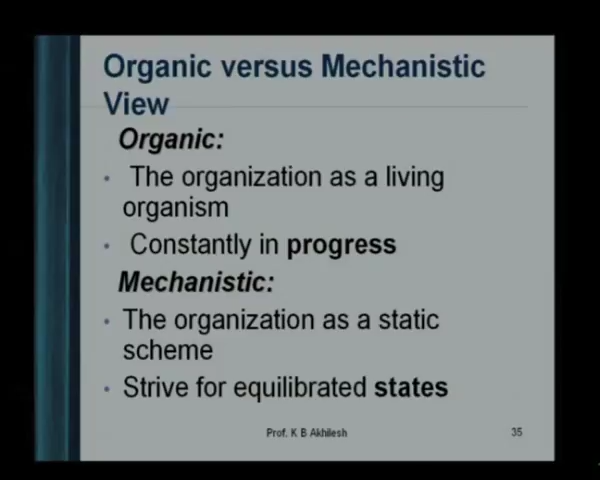 Organic versus Mechanistic
View
Organic:
• The organization as a living
organism
• Constantly in progress
Mechanistic:
• The organization as a static
scheme
• Strive for equilibrated states
Prof. K B Akhilesh
35